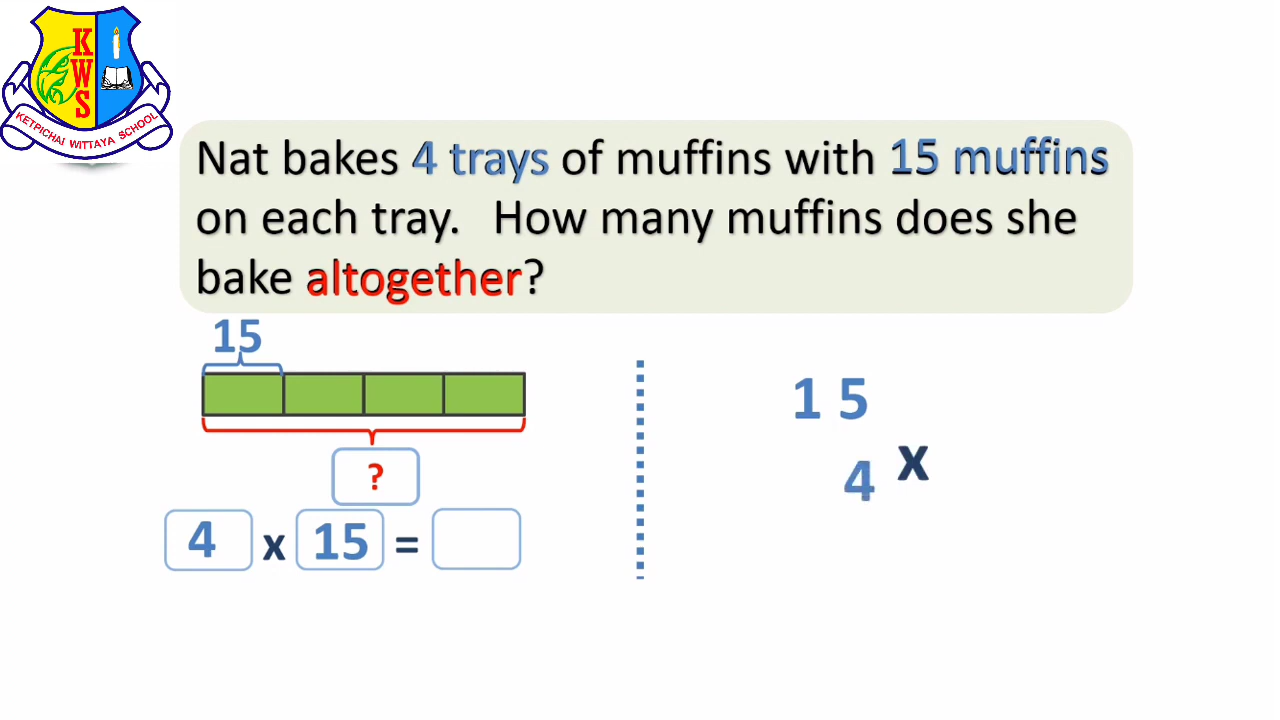 KWS
KETPICHAI WITTAYA SCHOOL
Nat bakes 4 trays of muffins with 15 muffins
on each tray. How many muffins does she
bake altogether?
15
?
4 x 15 =
1 5
4 x